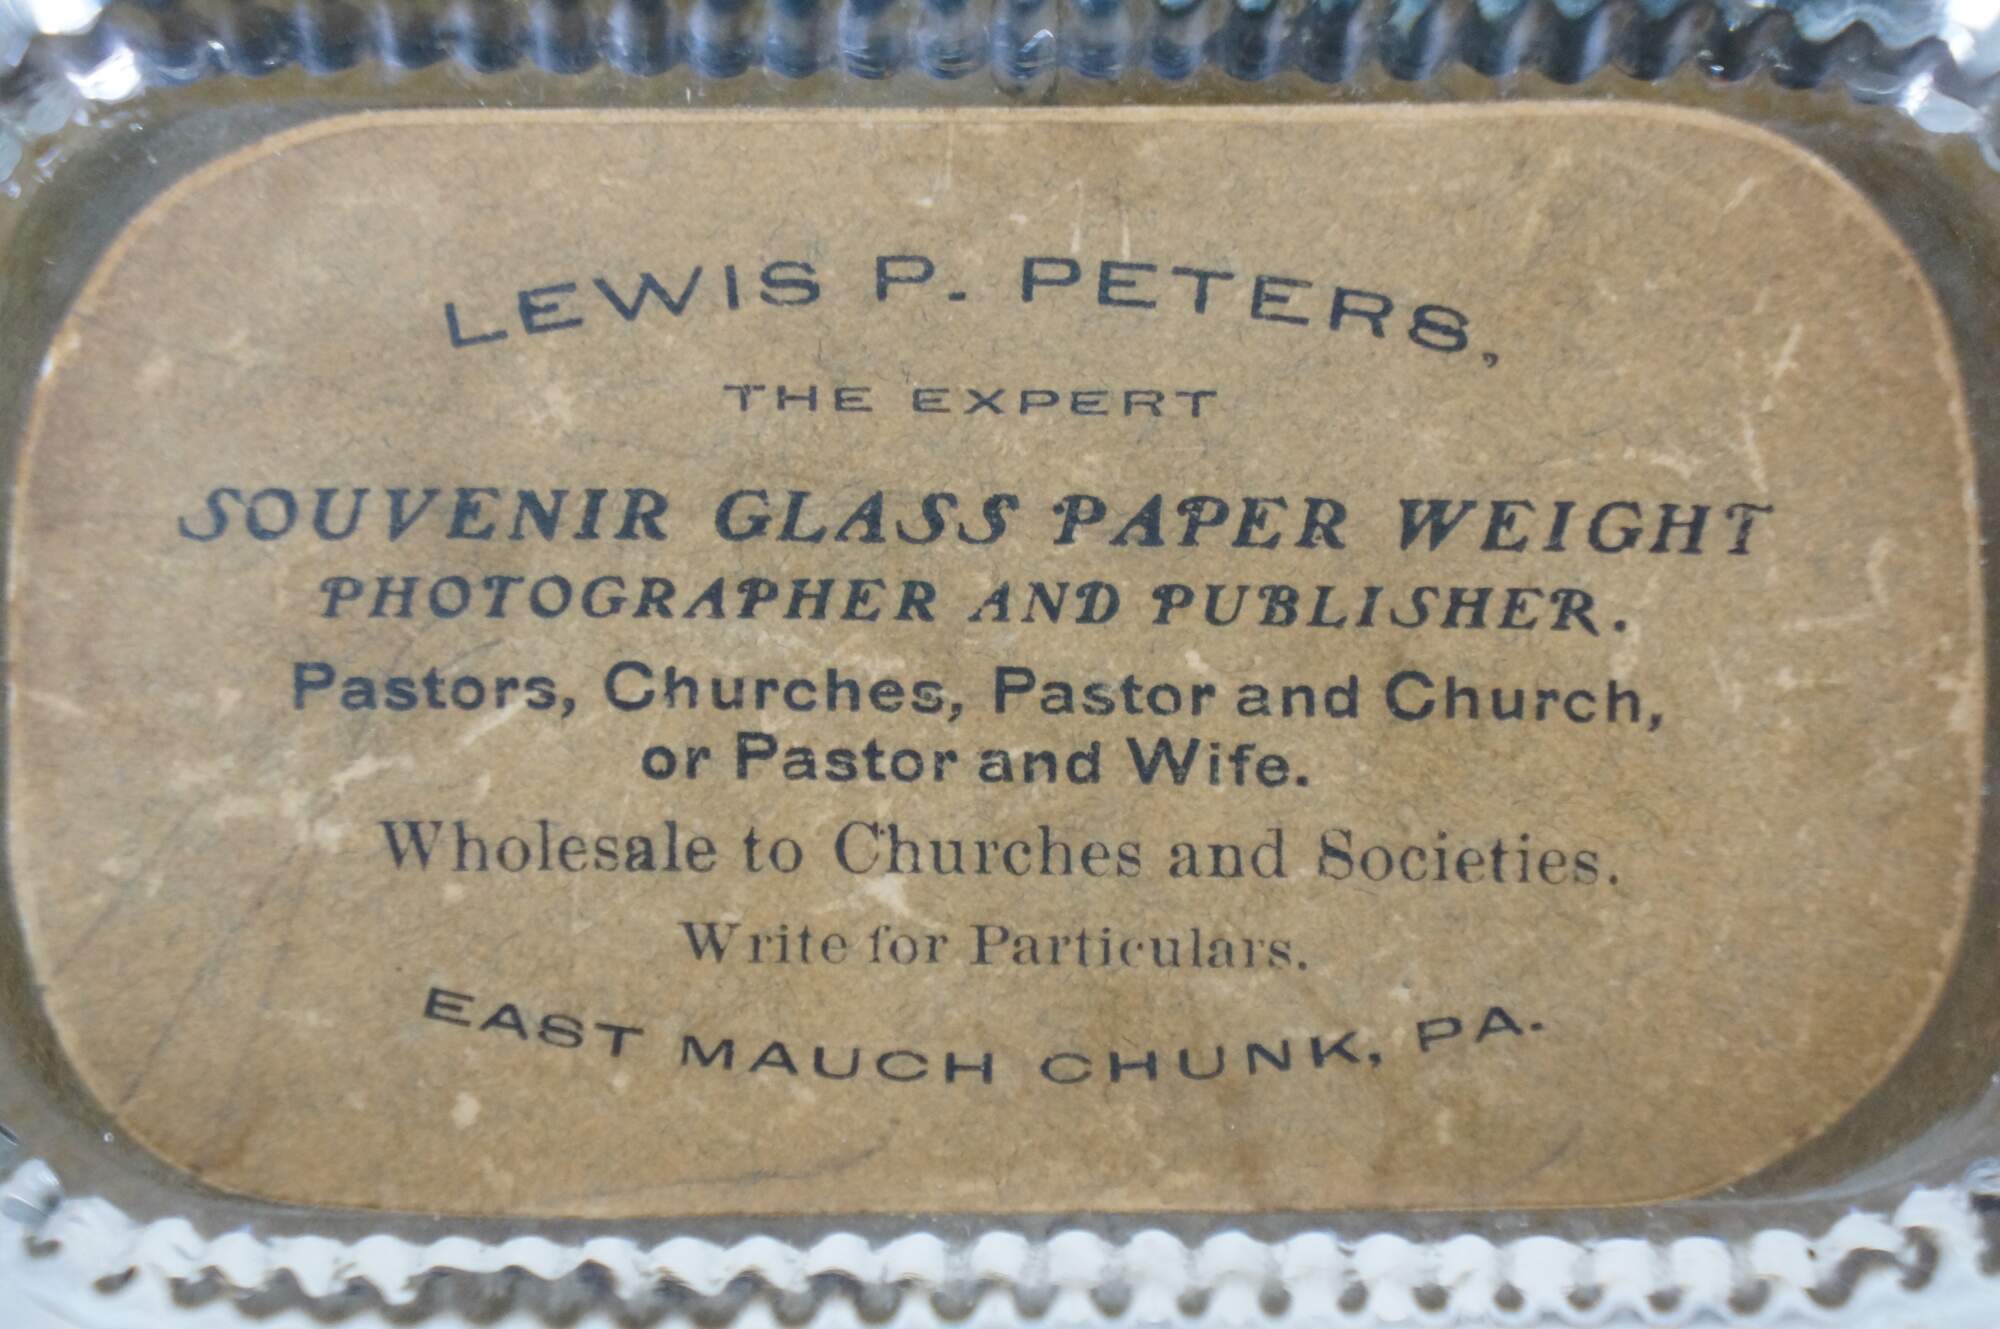 LEWIS P. PETERS,
THE EXPERT
SOUVENIR GLASS PAPER WEIGHT
PHOTOGRAPHER AND PUBLISHER.
Pastors, Churches, Pastor and Church,
or Pastor and Wife.
Wholesale to Churches and Societies.
Write for Particulars.
EAST MAUCH CHUNK, PA.